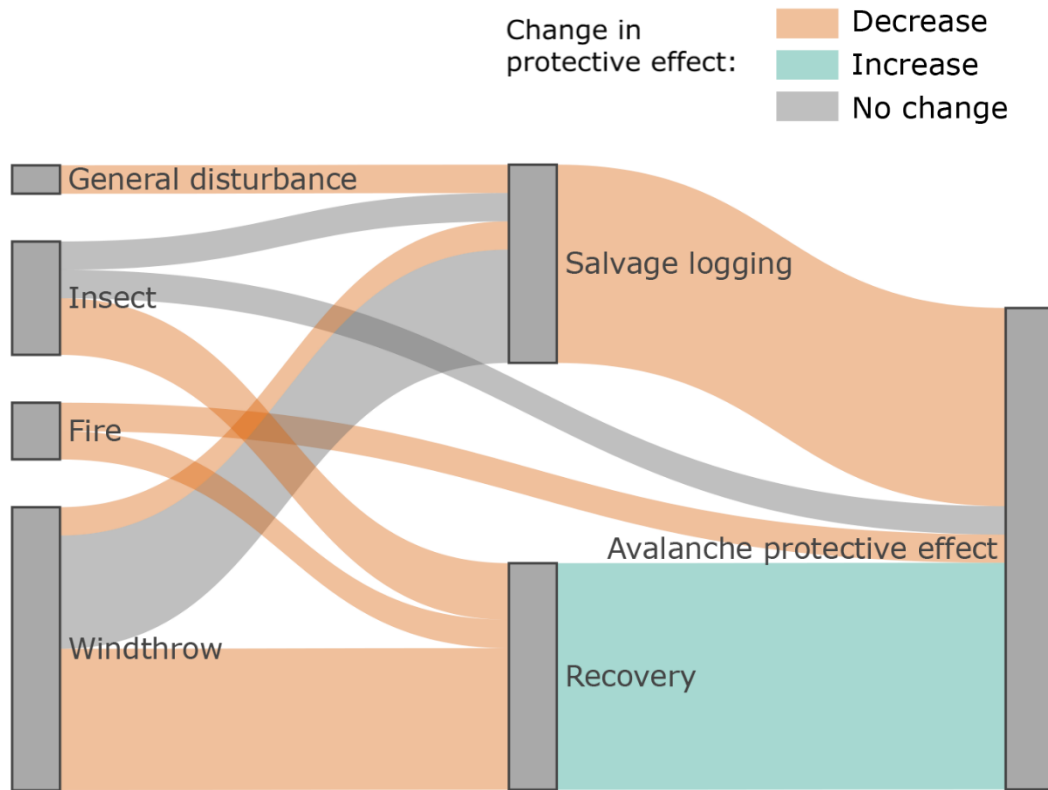 Change in
protective effect:
Decrease
Increase
No change
General disturbance
Insect
Fire
Windthrow
Salvage logging
Recovery
Avalanche protective effect